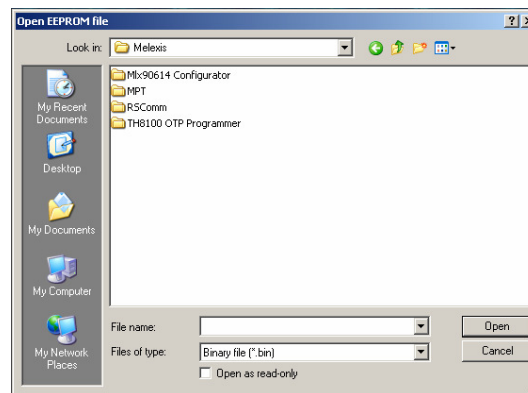 Open EEPROM file
Look in:
Melexis
My Recent
Documents
Desktop
My Documents
My Computer
My Network
Places
Mlx90614 Configurator
MPT
RSComm
TH8100 OTP Programmer
File name:
Open
Files of type:
Binary file (*.bin)
Cancel
Open as read-only